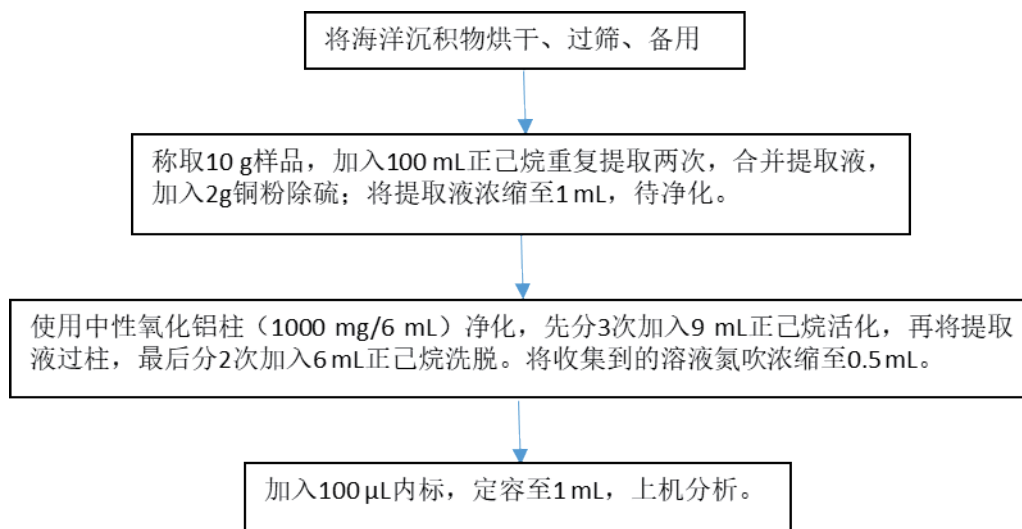 将海洋沉积物烘干、过筛、备用
称取10 g样品，加入100 mL正己烷重复提取两次，合并提取液，
加入2g铜粉除硫；将提取液浓缩至1 mL，待净化。
使用中性氧化铝柱（1000 mg/6 mL）净化，先分3次加入9 mL正己烷活化，再将提取
液过柱，最后分2次加入6 mL正己烷洗脱。将收集到的溶液氮吹浓缩至0.5 mL。
加入100 μL内标，定容至1 mL，上机分析。